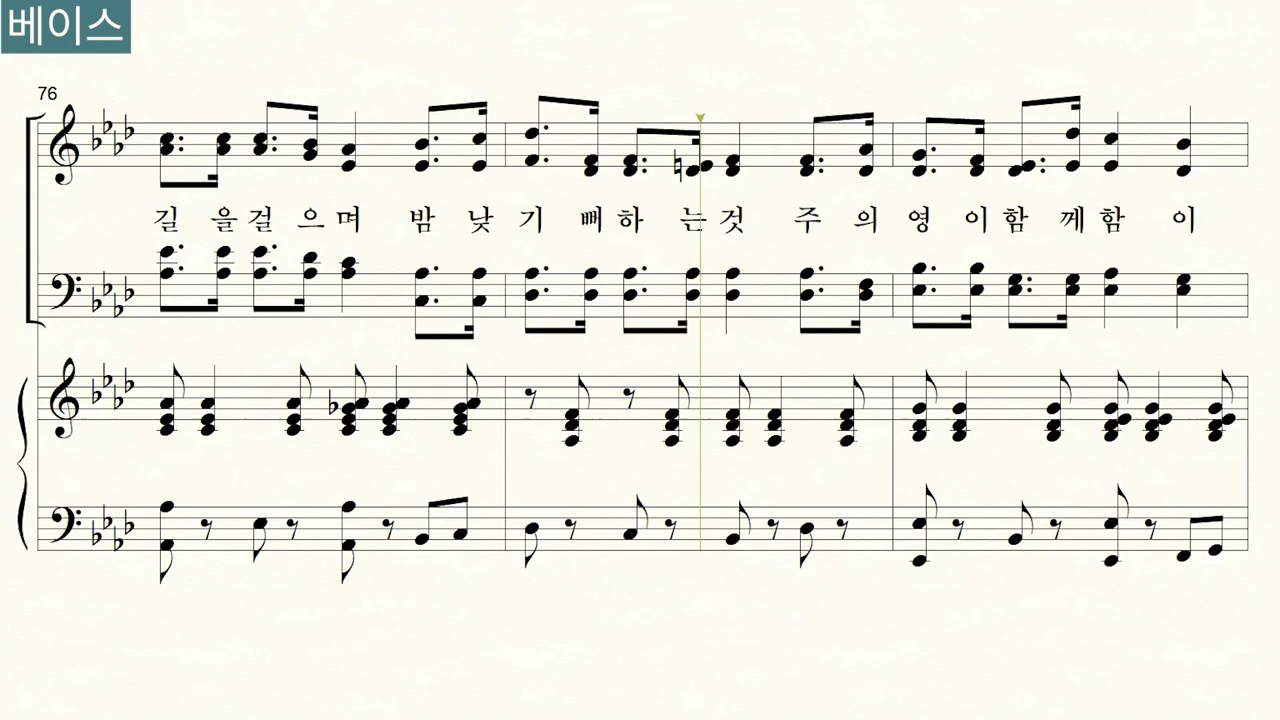 베이스
76
길 을 걸 으 며 밤 낮 기 뻐 하 는 것 주 의 영 이 함 께 함 이